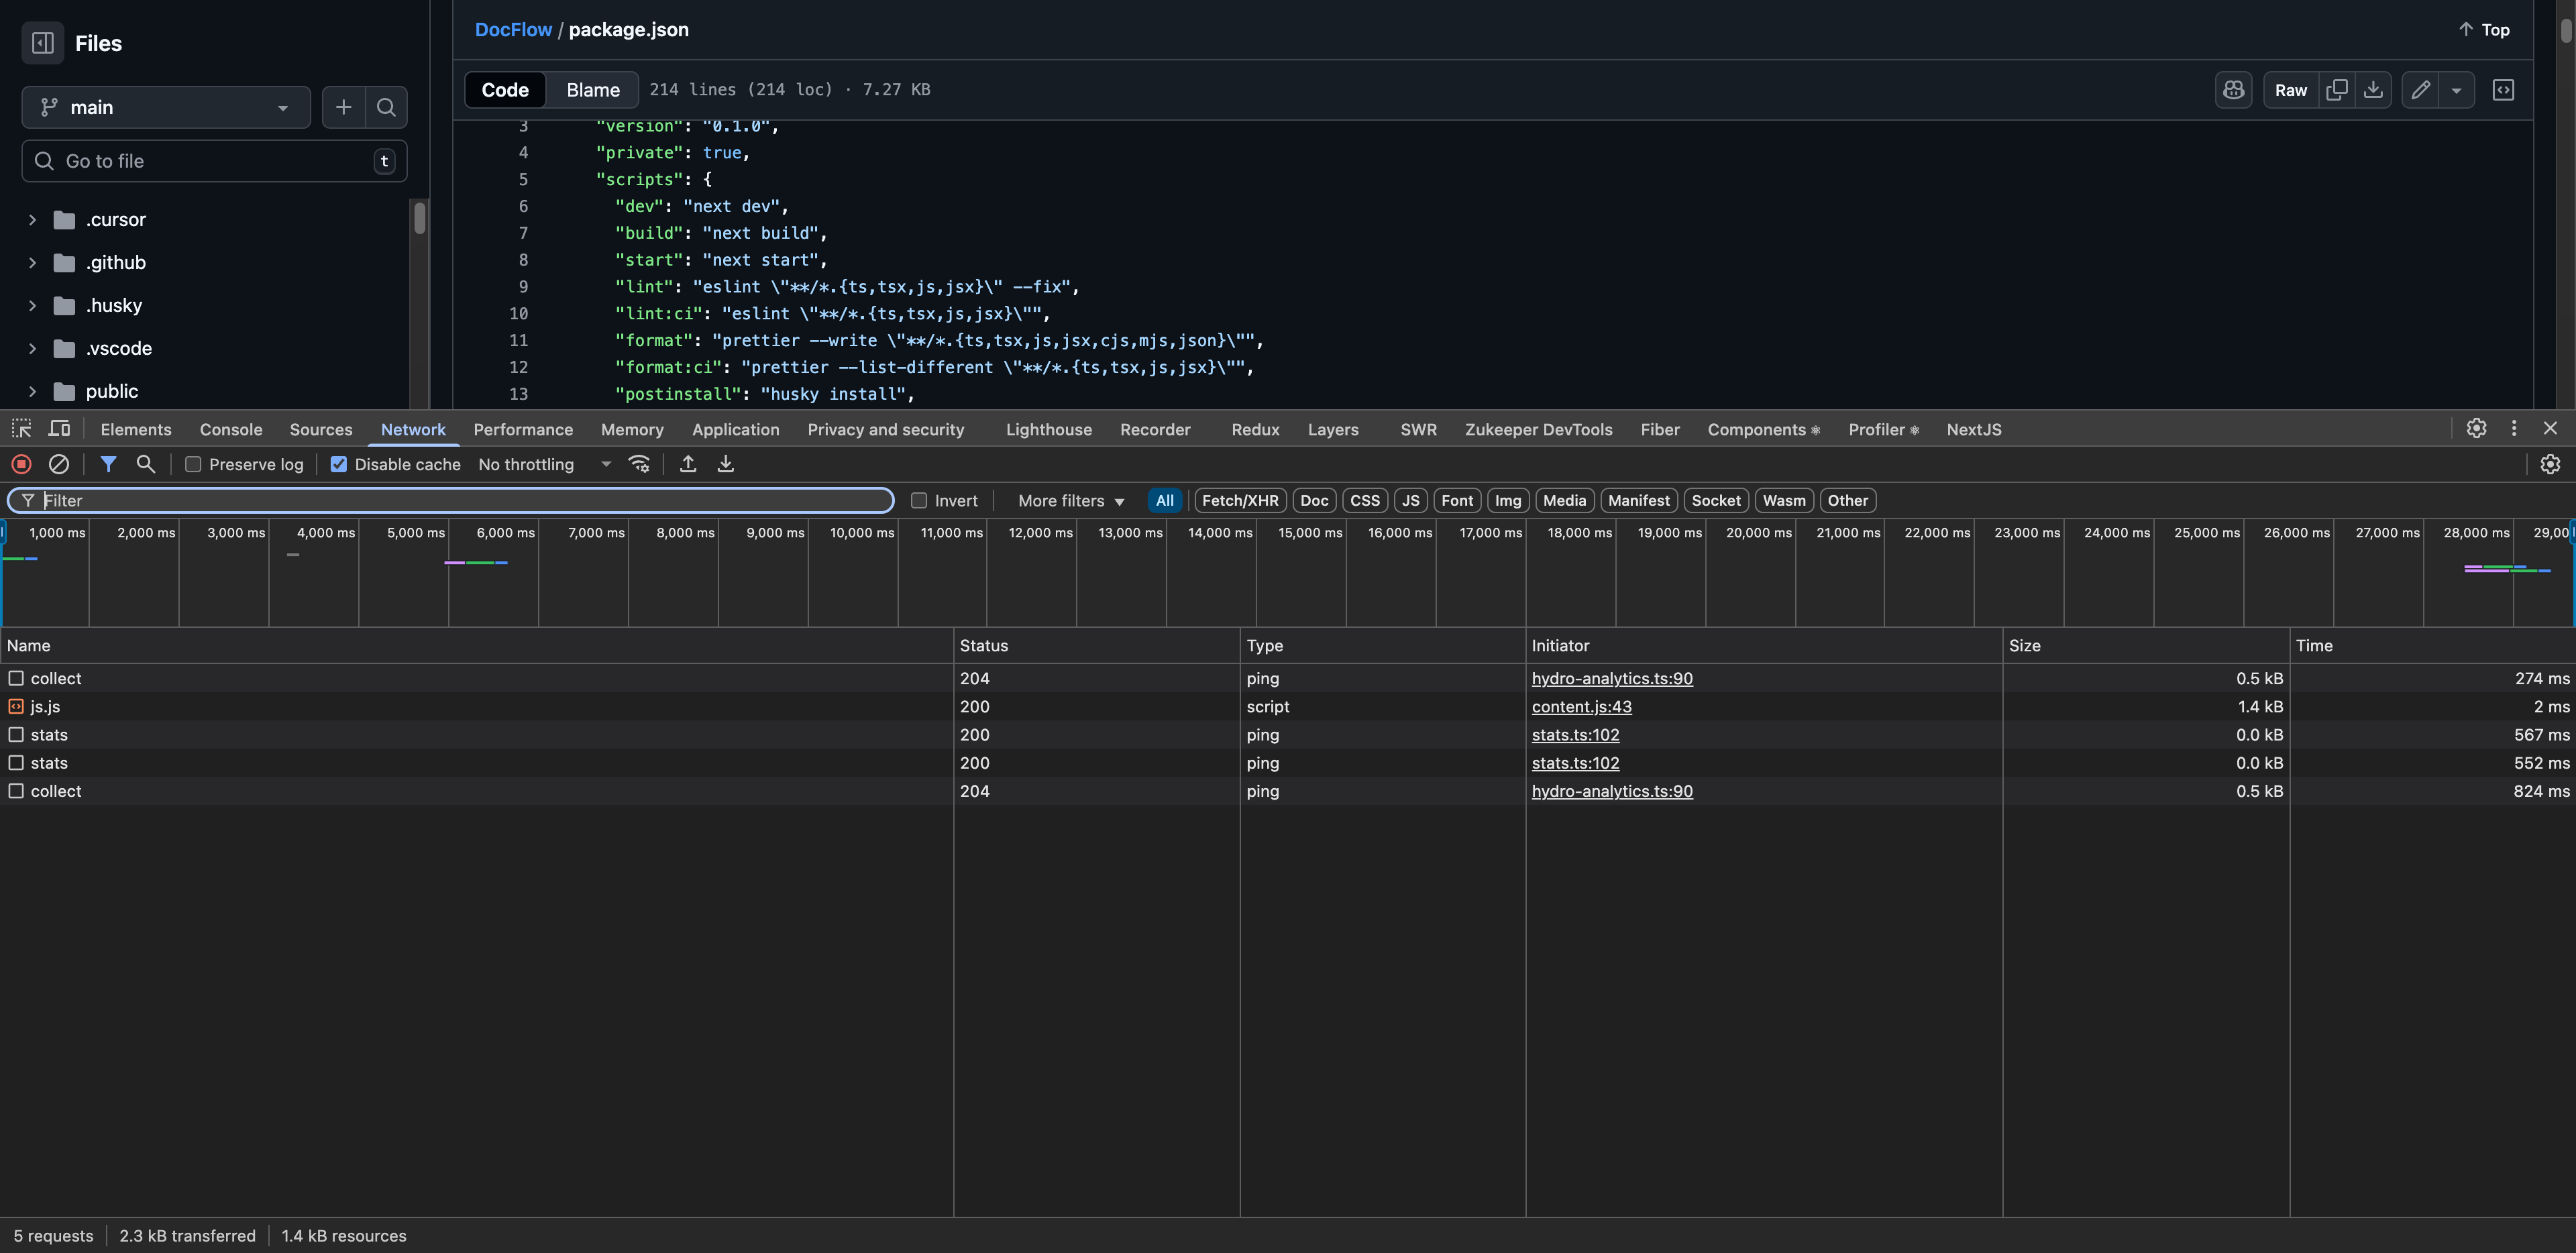 Files
main
Go to file t
.cursor
.github
.husky
.vscode
public
DocFlow / package.json
Top
Code Blame 214 lines (214 loc) · 7.27 KB
Raw
3 "version": "0.1.0",
4 "private": true,
5 "scripts": {
6 "dev": "next dev",
7 "build": "next build",
8 "start": "next start",
9 "lint": "eslint \"**/*.{ts,tsx,js,jsx}\" --fix",
10 "lint:ci": "eslint \"**/*.{ts,tsx,js,jsx}\"",
11 "format": "prettier --write \"**/*.{ts,tsx,js,jsx,cjs,mjs,json}\"",
12 "format:ci": "prettier --list-different \"**/*.{ts,tsx,js,jsx}\"",
13 "postinstall": "husky install",
Elements Console Sources Network Performance Memory Application Privacy and security Lighthouse Recorder Redux Layers SWR Zukeeper DevTools Fiber Components ⚛ Profiler ⚛ NextJS
Preserve log Disable cache No throttling
Filter Invert More filters All Fetch/XHR Doc CSS JS Font Img Media Manifest Socket Wasm Other
1,000 ms 2,000 ms 3,000 ms 4,000 ms 5,000 ms 6,000 ms 7,000 ms 8,000 ms 9,000 ms 10,000 ms 11,000 ms 12,000 ms 13,000 ms 14,000 ms 15,000 ms 16,000 ms 17,000 ms 18,000 ms 19,000 ms 20,000 ms 21,000 ms 22,000 ms 23,000 ms 24,000 ms 25,000 ms 26,000 ms 27,000 ms 28,000 ms 29,00
Name Status Type Initiator Size Time
collect 204 ping hydro-analytics.ts:90 0.5 kB 274 ms
js.js 200 script content.js:43 1.4 kB 2 ms
stats 200 ping stats.ts:102 0.0 kB 567 ms
stats 200 ping stats.ts:102 0.0 kB 552 ms
collect 204 ping hydro-analytics.ts:90 0.5 kB 824 ms
5 requests 2.3 kB transferred 1.4 kB resources